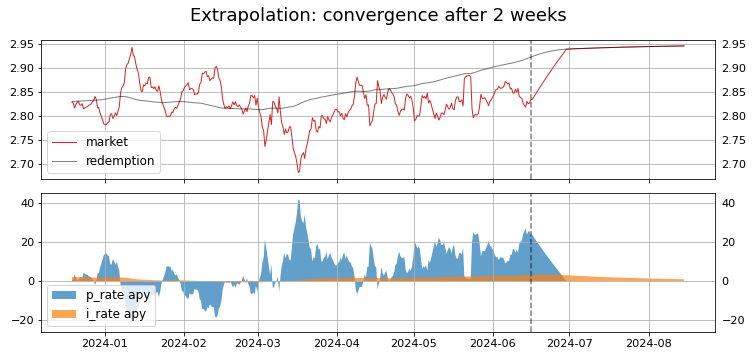 Extrapolation: convergence after 2 weeks
2.95 2.95
2.90 2.90
2.85 2.85
2.80 2.80
2.75 2.75
2.70 2.70
market
redemption
40 40
20 20
0 0
−20 −20
p_rate apy
i_rate apy
2024-01 2024-02 2024-03 2024-04 2024-05 2024-06 2024-07 2024-08